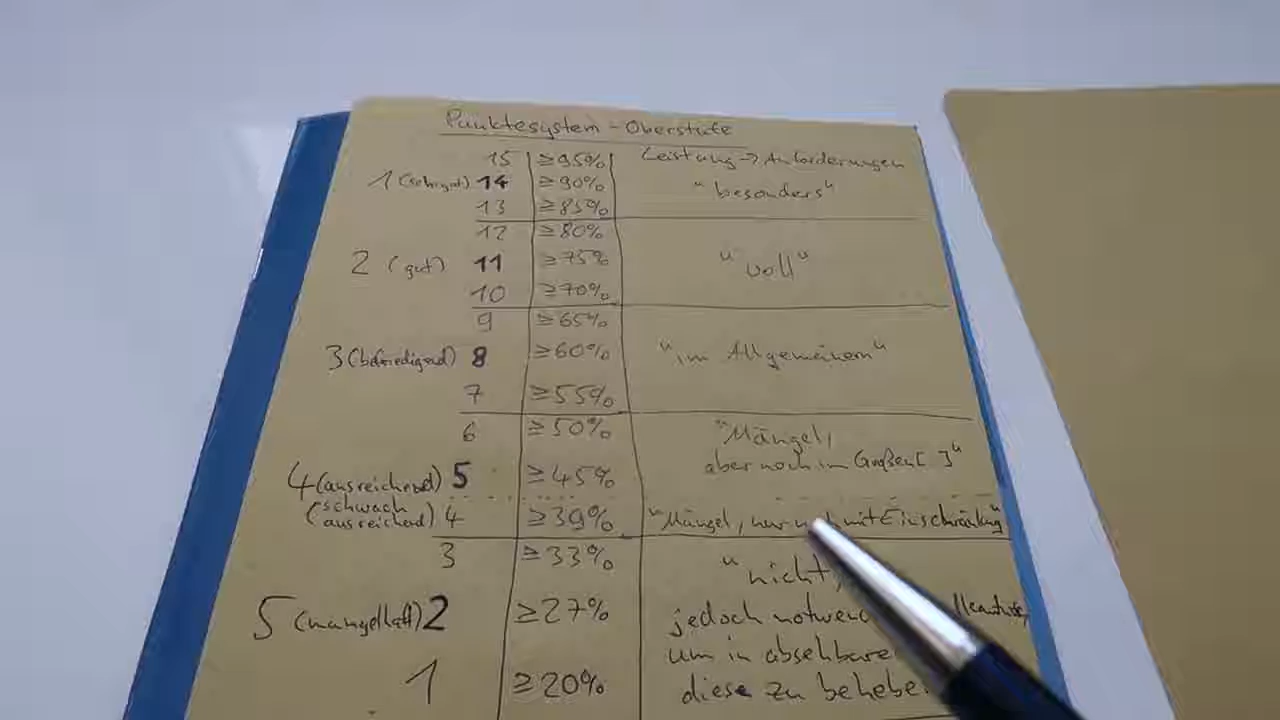 Punktesystem - Oberstufe
15 ≥95% Leistung → Anforderungen
1 (sehr gut) 14 ≥90% "besonders"
13 ≥85%
12 ≥80%
2 (gut) 11 ≥75% "voll"
10 ≥70%
9 ≥65%
3 (befriedigend) 8 ≥60% "im Allgemeinen"
7 ≥55%
6 ≥50% "Mängel,
aber noch im Großen[ ]"
4 (ausreichend) 5 ≥45%
(schwach
ausreichend) 4 ≥39% "Mängel, nur mit Einschränkung"
3 ≥33% "nicht,
5 (mangelhaft) 2 ≥27% jedoch
um in
1 ≥20% diese zu